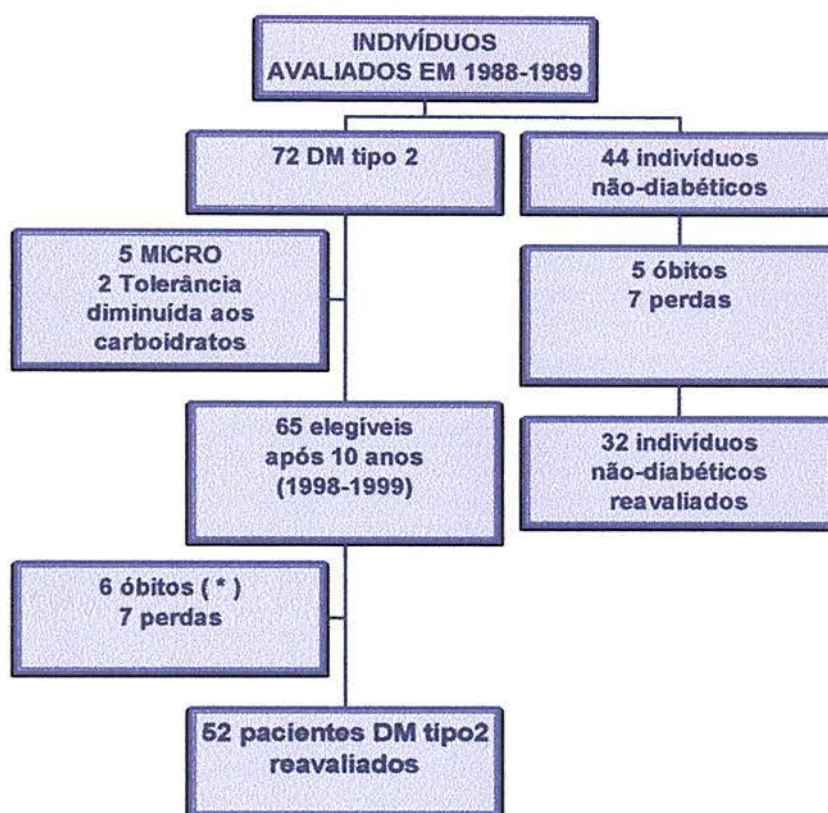 INDIVÍDUOS
AVALIADOS EM 1988-1989
72 DM tipo 2
44 indivíduos
não-diabéticos
5 MICRO
2 Tolerância
diminuída aos
carboidratos
5 óbitos
7 perdas
65 elegíveis
após 10 anos
(1998-1999)
32 indivíduos
não-diabéticos
reavaliados
6 óbitos ( * )
7 perdas
52 pacientes DM tipo2
reavaliados